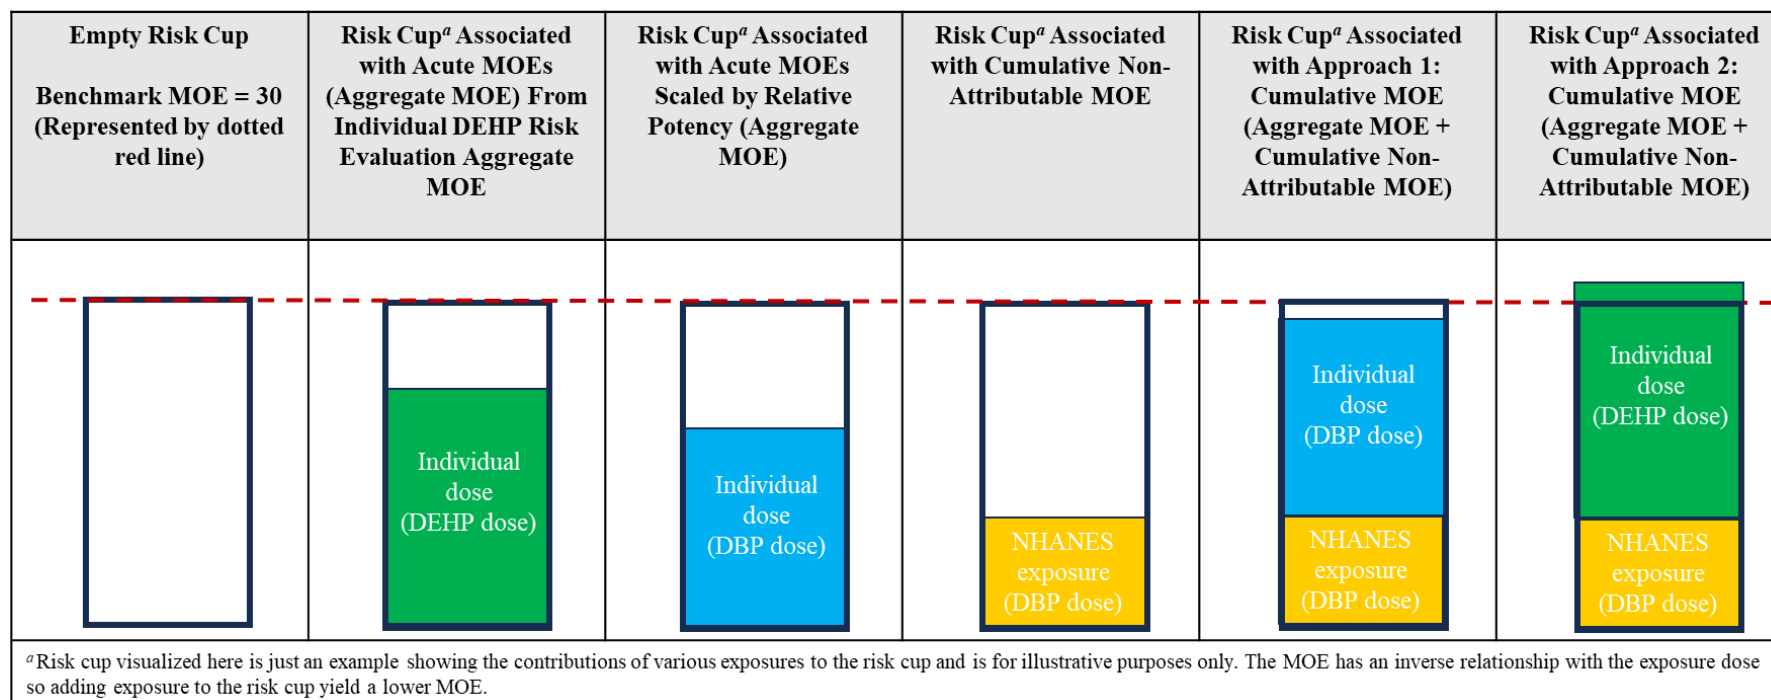 Empty Risk Cup
Benchmark MOE = 30
(Represented by dotted
red line)
Risk Cupᵃ Associated
with Acute MOEs
(Aggregate MOE) From
Individual DEHP Risk
Evaluation Aggregate
MOE
Risk Cupᵃ Associated
with Acute MOEs
Scaled by Relative
Potency (Aggregate
MOE)
Risk Cupᵃ Associated
with Cumulative Non-
Attributable MOE
Risk Cupᵃ Associated
with Approach 1:
Cumulative MOE
(Aggregate MOE +
Cumulative Non-
Attributable MOE)
Risk Cupᵃ Associated
with Approach 2:
Cumulative MOE
(Aggregate MOE +
Cumulative Non-
Attributable MOE)
Individual
dose
(DEHP dose)
Individual
dose
(DBP dose)
NHANES
exposure
(DBP dose)
Individual
dose
(DBP dose)
NHANES
exposure
(DBP dose)
Individual
dose
(DEHP dose)
NHANES
exposure
(DBP dose)
ᵃ Risk cup visualized here is just an example showing the contributions of various exposures to the risk cup and is for illustrative purposes only. The MOE has an inverse relationship with the exposure dose
so adding exposure to the risk cup yield a lower MOE.